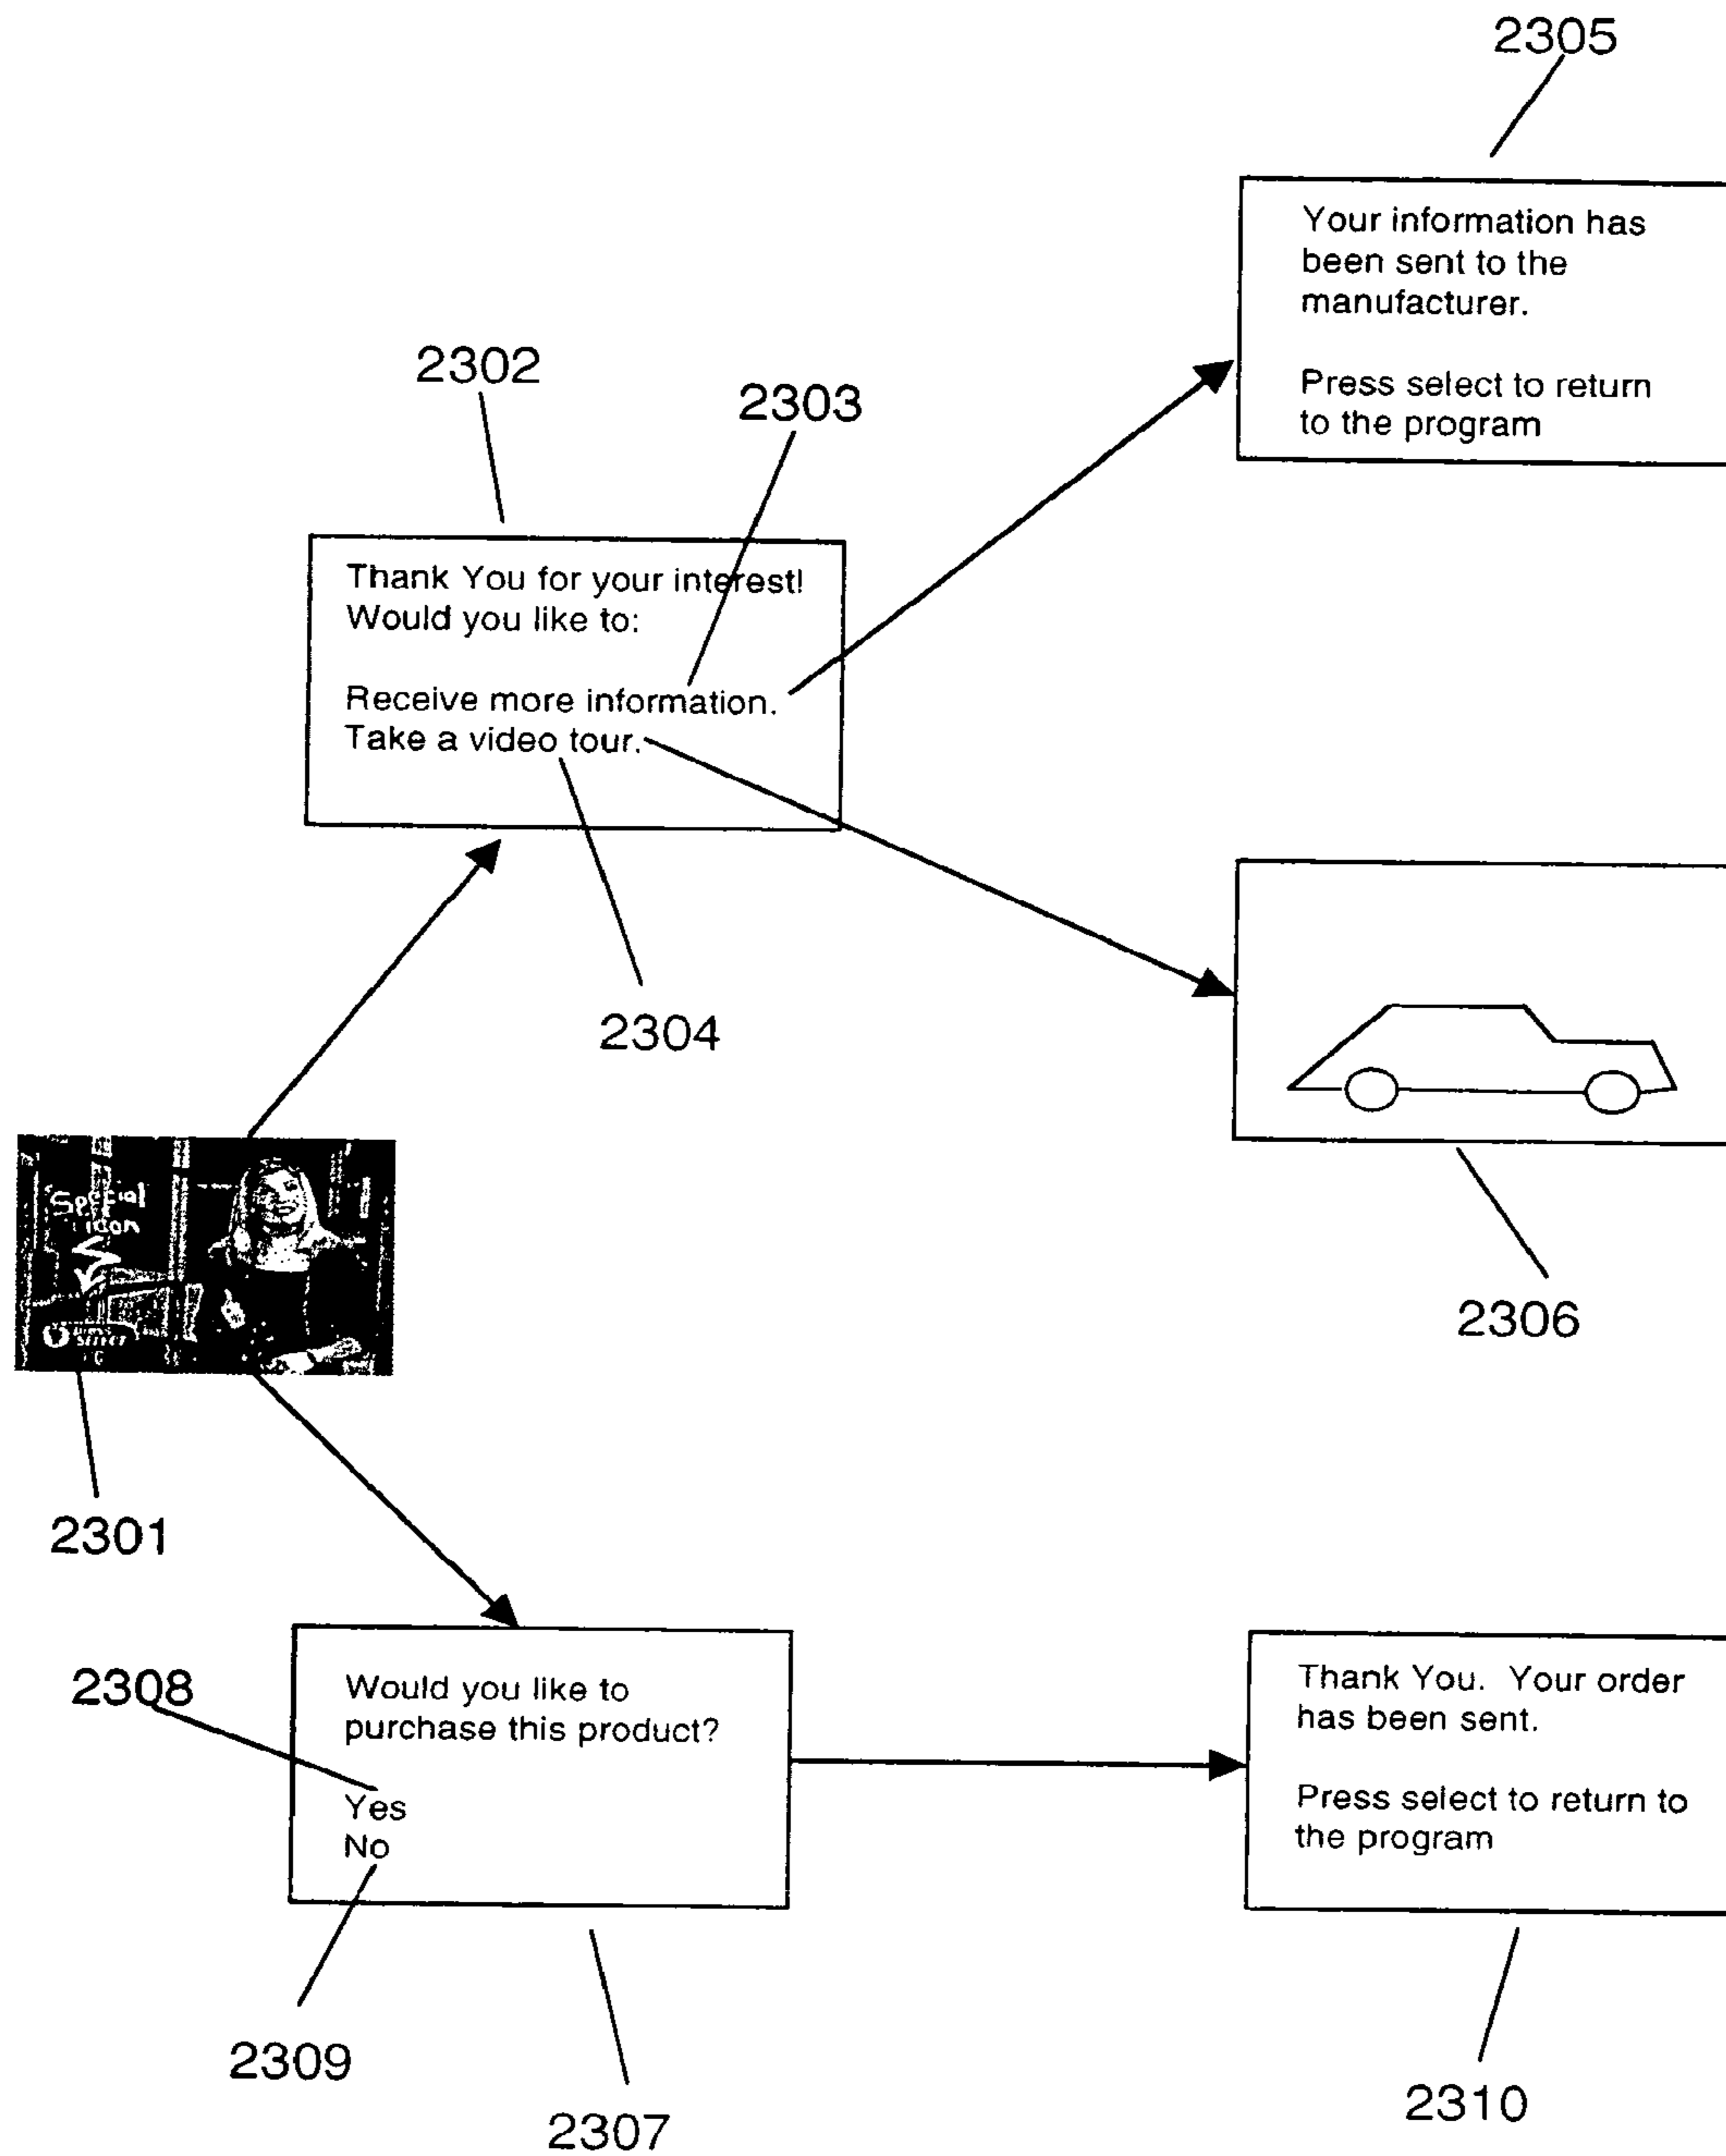 2305
Your information has
been sent to the
manufacturer.
Press select to return
to the program
2302
2303
Thank You for your interest!
Would you like to:
Receive more information.
Take a video tour.
2304
2306
Special
icon
2301
2308
Would you like to
purchase this product?
Yes
No
2309
2307
Thank You. Your order
has been sent.
Press select to return to
the program
2310